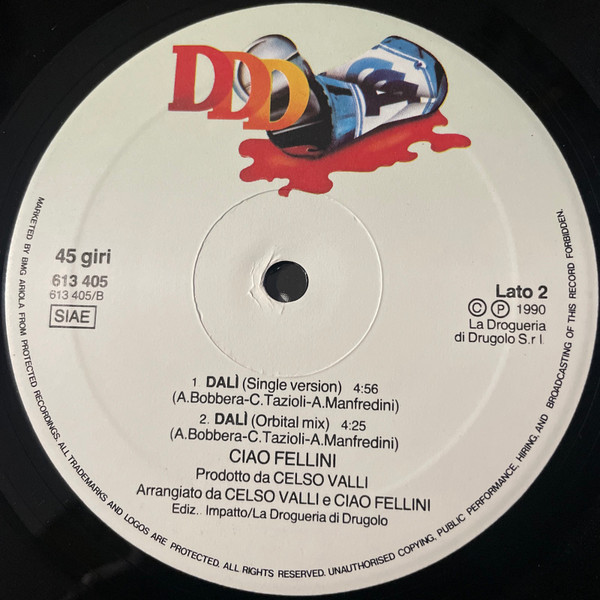 DDD
45 giri
613 405
613 405/B
SIAE
Lato 2
© ℗ 1990
La Drogueria
di Drugolo S.r l.
1 DALÌ (Single version) 4:56
(A.Bobbera-C.Tazioli-A.Manfredini)
2. DALÌ (Orbital mix) 4:25
(A.Bobbera-C.Tazioli-A.Manfredini)
CIAO FELLINI
Prodotto da CELSO VALLI
Arrangiato da CELSO VALLI e CIAO FELLINI
Ediz. Impatto/La Drogueria di Drugolo
MARKETED BY BMG ARIOLA FROM PROTECTED RECORDINGS. ALL TRADEMARKS AND LOGOS ARE PROTECTED. ALL RIGHTS RESERVED. UNAUTHORISED COPYING, PUBLIC PERFORMANCE, HIRING, AND BROADCASTING OF THIS RECORD FORBIDDEN.